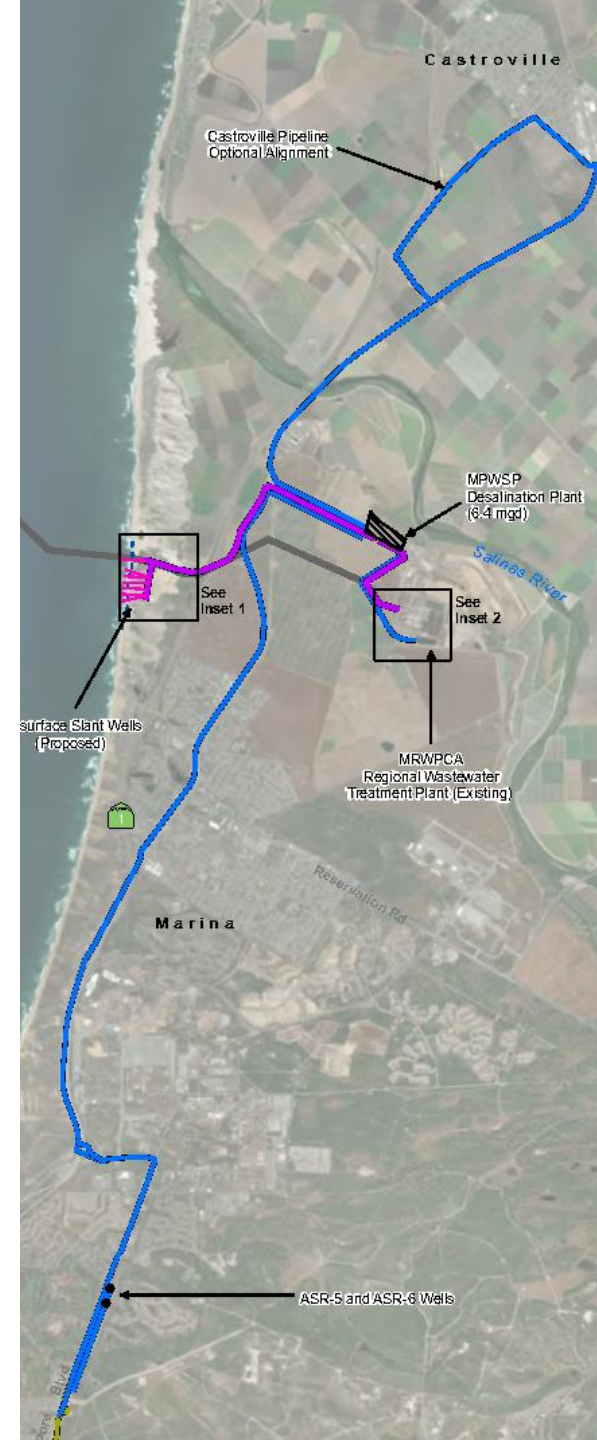 Castroville
Castroville Pipeline
Optional Alignment
MPWSP
Desalination Plant
(6.4 mgd)
Salinas River
See
Inset 1
See
Inset 2
surface Slant Wells
(Proposed)
MRWPCA
Regional Wastewater
Treatment Plant (Existing)
1
Reservation Rd
Marina
ASR-5 and ASR-6 Wells
Blvd